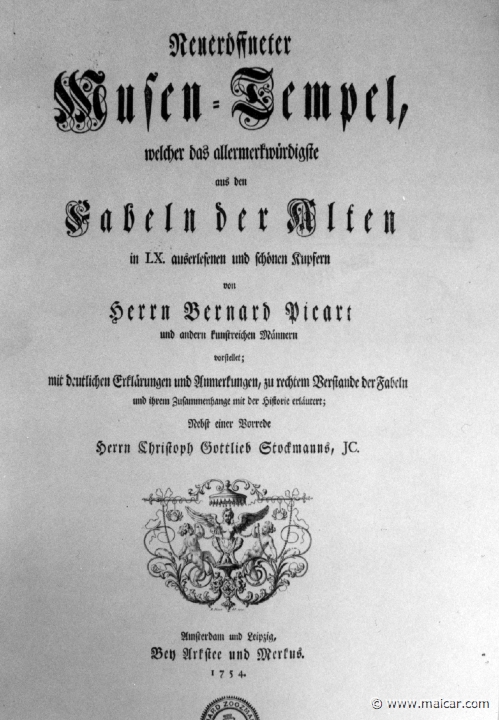 Neueröffneter
Musen-Tempel,
welcher das allermerkwürdigste
aus den
Fabeln der Alten
in LX. auserlesenen und schönen Kupfern
von
Herrn Bernard Picart
und andern kunstreichen Männern
vorstellet;
mit deutlichen Erklärungen und Anmerkungen, zu rechtem Verstande der Fabeln
und ihrem Zusammenhange mit der Historie erläutert;
Nebst einer Vorrede
Herrn Christoph Gottlieb Stockmanns, JC.
Amsterdam und Leipzig,
Bey Arkstee und Merkus.
1754.
© www.maicar.com